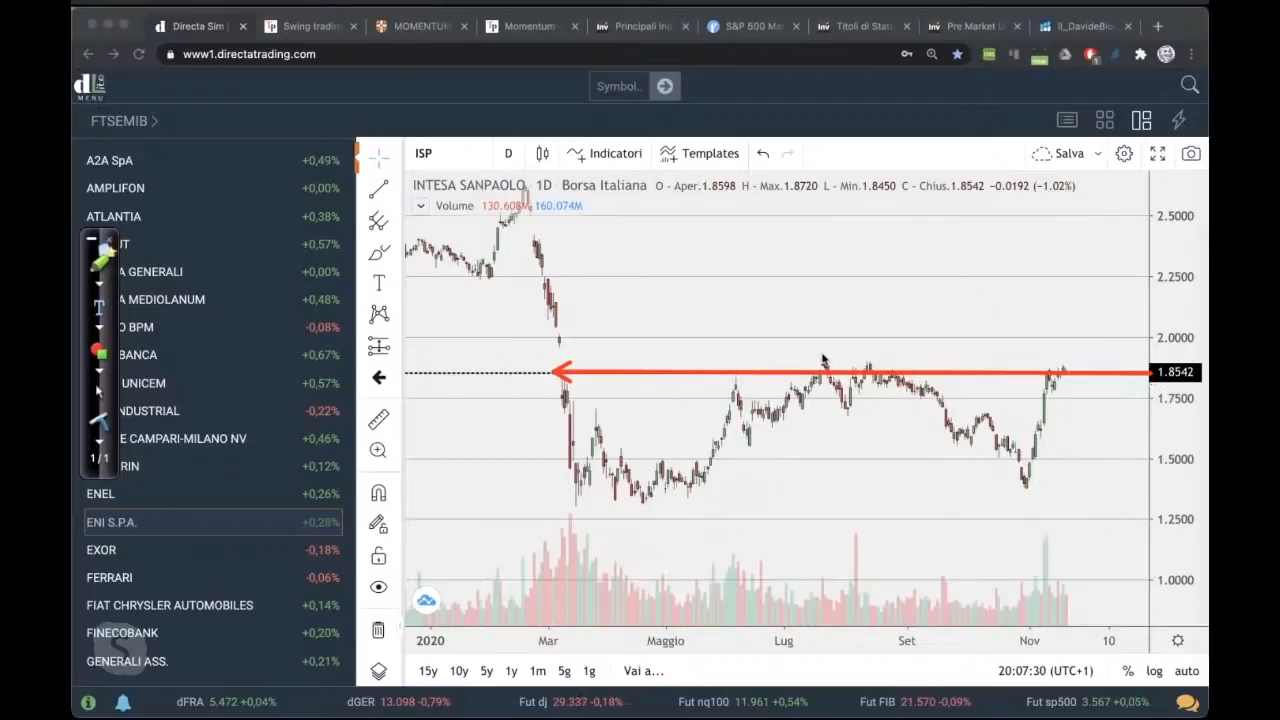 Directa Sim
Swing tradin
MOMENTUM
Momentum
Principali in
S&P 500 Ma
Titoli di Stato
Pre Market U
Il_DavideBlo
www1.directatrading.com
new
dLite
MENU
Symbol..
FTSEMIB
A2A SpA +0,49%
AMPLIFON +0,00%
ATLANTIA +0,38%
UT +0,57%
A GENERALI +0,00%
A MEDIOLANUM +0,48%
O BPM -0,08%
BANCA +0,67%
UNICEM +0,57%
INDUSTRIAL -0,22%
E CAMPARI-MILANO NV +0,46%
RIN +0,12%
ENEL +0,26%
ENI S.P.A. +0,28%
EXOR -0,18%
FERRARI -0,06%
FIAT CHRYSLER AUTOMOBILES +0,14%
FINECOBANK +0,20%
GENERALI ASS. +0,21%
T
1/1
ISP D Indicatori Templates Salva
INTESA SANPAOLO 1D Borsa Italiana O - Aper.1.8598 H - Max.1.8720 L - Min.1.8450 C - Chius.1.8542 -0.0192 (-1.02%)
Volume 130.608M 160.074M
T
2.5000
2.2500
2.0000
1.8542
1.7500
1.5000
1.2500
1.0000
2020 Mar Maggio Lug Set Nov 10
15y 10y 5y 1y 1m 5g 1g Vai a... 20:07:30 (UTC+1) % log auto
dFRA 5.472 +0,04% dGER 13.098 -0,79% Fut dj 29.337 -0,18% Fut nq100 11.961 +0,54% Fut FIB 21.570 -0,09% Fut sp500 3.567 +0,05%